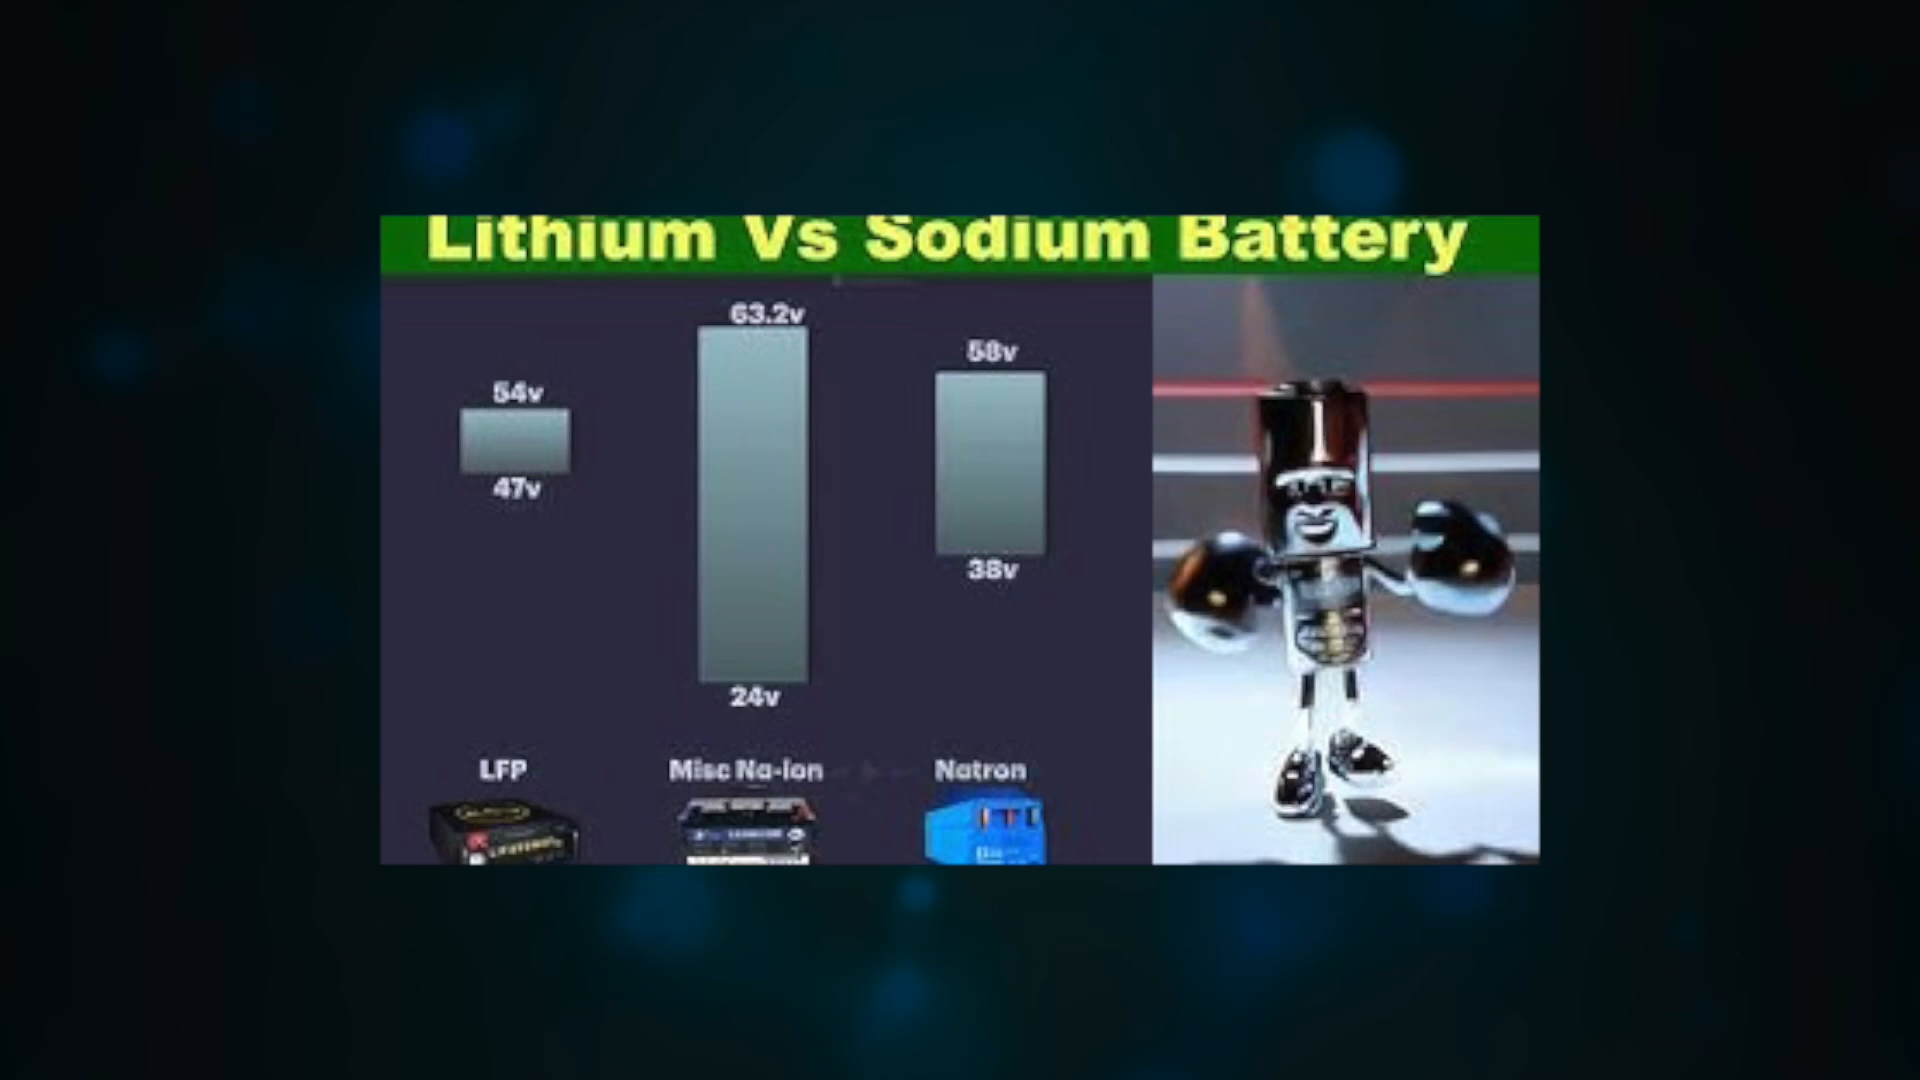 Lithium Vs Sodium Battery
63.2v
58v
54v
47v
38v
24v
LFP Misc Na-ion Natron